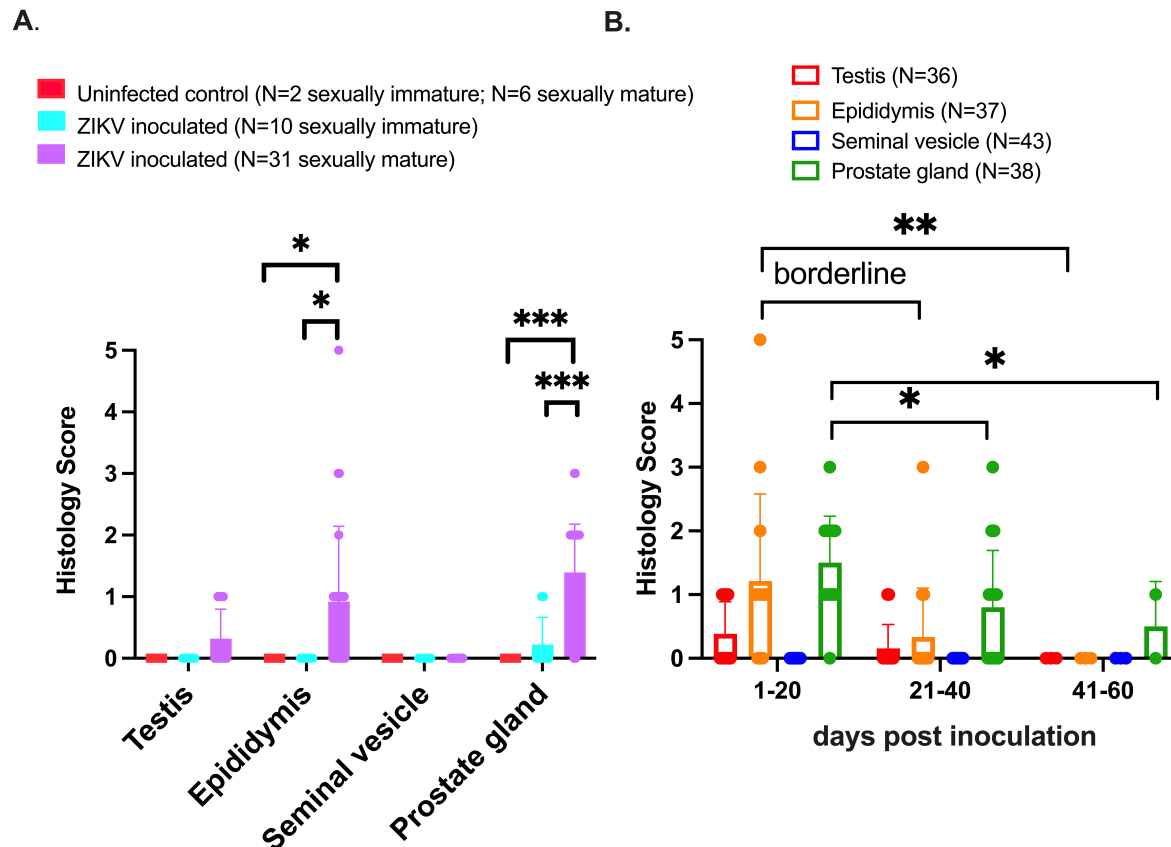 A.
Uninfected control (N=2 sexually immature; N=6 sexually mature)
ZIKV inoculated (N=10 sexually immature)
ZIKV inoculated (N=31 sexually mature)
*
*
***
***
5
4
3
2
1
0
Histology Score
Testis
Epididymis
Seminal vesicle
Prostate gland
B.
Testis (N=36)
Epididymis (N=37)
Seminal vesicle (N=43)
Prostate gland (N=38)
**
borderline
*
*
5
4
3
2
1
0
Histology Score
1-20
21-40
41-60
days post inoculation